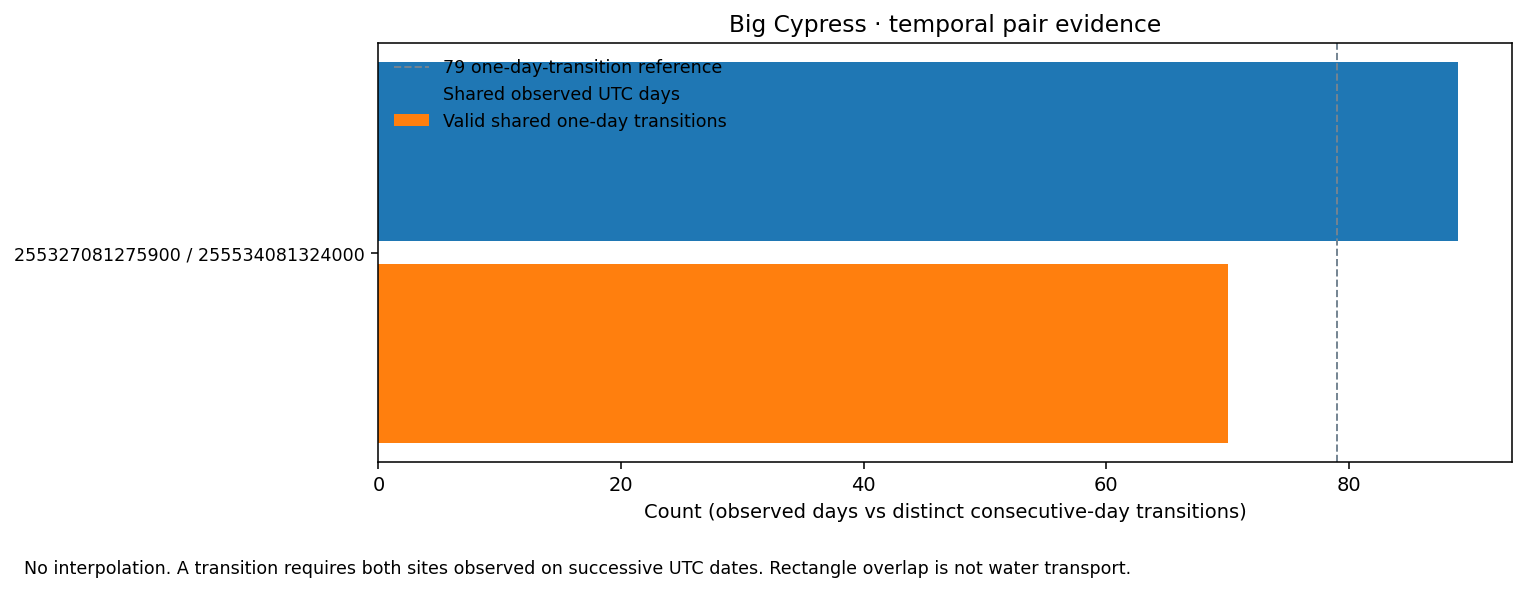 Big Cypress · temporal pair evidence
79 one-day-transition reference
Shared observed UTC days
Valid shared one-day transitions
255327081275900 / 255534081324000
0 20 40 60 80
Count (observed days vs distinct consecutive-day transitions)
No interpolation. A transition requires both sites observed on successive UTC dates. Rectangle overlap is not water transport.